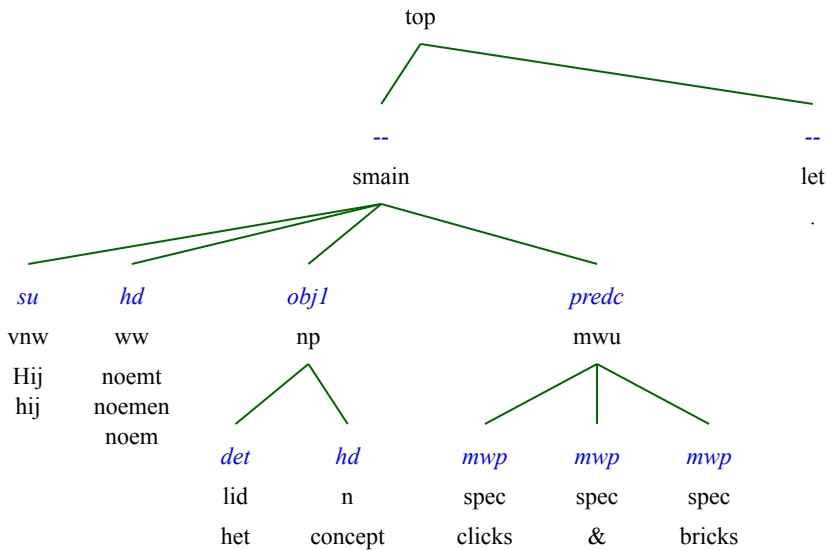 top
-- --
smain let
.
su hd obj1 predc
vnw ww np mwu
Hij noemt
hij noemen
noem
det hd mwp mwp mwp
lid n spec spec spec
het concept clicks & bricks